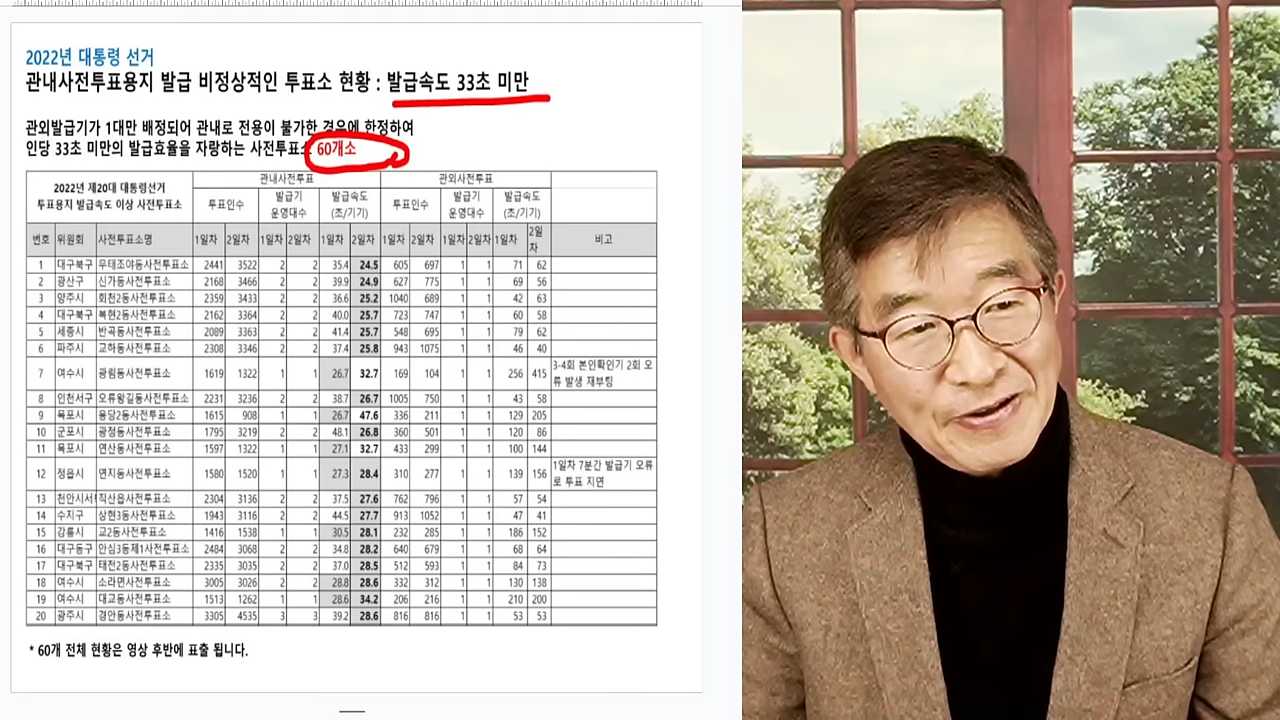 2022년 대통령 선거
관내사전투표용지 발급 비정상적인 투표소 현황 : 발급속도 33초 미만
관외발급기가 1대만 배정되어 관내로 전용이 불가한 경우에 한정하여
인당 33초 미만의 발급효율을 자랑하는 사전투표소 60개소
2022년 제20대 대통령선거 투표용지 발급속도 이상 사전투표소 관내사전투표 관외사전투표
투표인수 발급기 운영대수 발급속도 (초/기기) 투표인수 발급기 운영대수 발급속도 (초/기기)
번호 위원회 사전투표소명 1일차 2일차 1일차 2일차 1일차 2일차 1일차 2일차 1일차 2일차 1일차 2일차 비고
1 대구북구 무태조야동사전투표소 2441 3522 2 2 35.4 24.5 605 697 1 1 71 62
2 광산구 신가동사전투표소 2168 3466 2 2 39.9 24.9 627 775 1 1 69 56
3 양주시 회천2동사전투표소 2359 3433 2 2 36.6 25.2 1040 689 1 1 42 63
4 대구북구 복현2동사전투표소 2162 3364 2 2 40.0 25.7 723 747 1 1 60 58
5 세종시 반곡동사전투표소 2089 3363 2 2 41.4 25.7 548 695 1 1 79 62
6 파주시 교하동사전투표소 2308 3346 2 2 37.4 25.8 943 1075 1 1 46 40
7 여수시 광림동사전투표소 1619 1322 1 1 26.7 32.7 169 104 1 1 256 415 3-4회 본인확인기 2회 오류 발생 재부팅
8 인천서구 오류왕길동사전투표소 2231 3236 2 2 38.7 26.7 1005 750 1 1 43 58
9 목포시 용당2동사전투표소 1615 908 1 1 26.7 47.6 336 211 1 1 129 205
10 군포시 광정동사전투표소 1795 3219 2 2 48.1 26.8 360 501 1 1 120 86
11 목포시 연산동사전투표소 1597 1322 1 1 27.1 32.7 433 299 1 1 100 144
12 정읍시 연지동사전투표소 1580 1520 1 1 27.3 28.4 310 277 1 1 139 156 1일차 7분간 발급기 오류로 투표 지연
13 천안시서 직산읍사전투표소 2304 3136 2 2 37.5 27.6 762 796 1 1 57 54
14 수지구 상현3동사전투표소 1943 3116 2 2 44.5 27.7 913 1052 1 1 47 41
15 강릉시 교2동사전투표소 1416 1538 1 1 30.5 28.1 232 285 1 1 186 152
16 대구동구 안심3동제1사전투표소 2484 3068 2 2 34.8 28.2 640 679 1 1 68 64
17 대구북구 태전2동사전투표소 2335 3035 2 2 37.0 28.5 512 593 1 1 84 73
18 여수시 소라면사전투표소 3005 3026 2 2 28.8 28.6 332 312 1 1 130 138
19 여수시 대교동사전투표소 1513 1262 1 1 28.6 34.2 206 216 1 1 210 200
20 광주시 경안동사전투표소 3305 4535 3 3 39.2 28.6 816 816 1 1 53 53
* 60개 전체 현황은 영상 후반에 표출 됩니다.